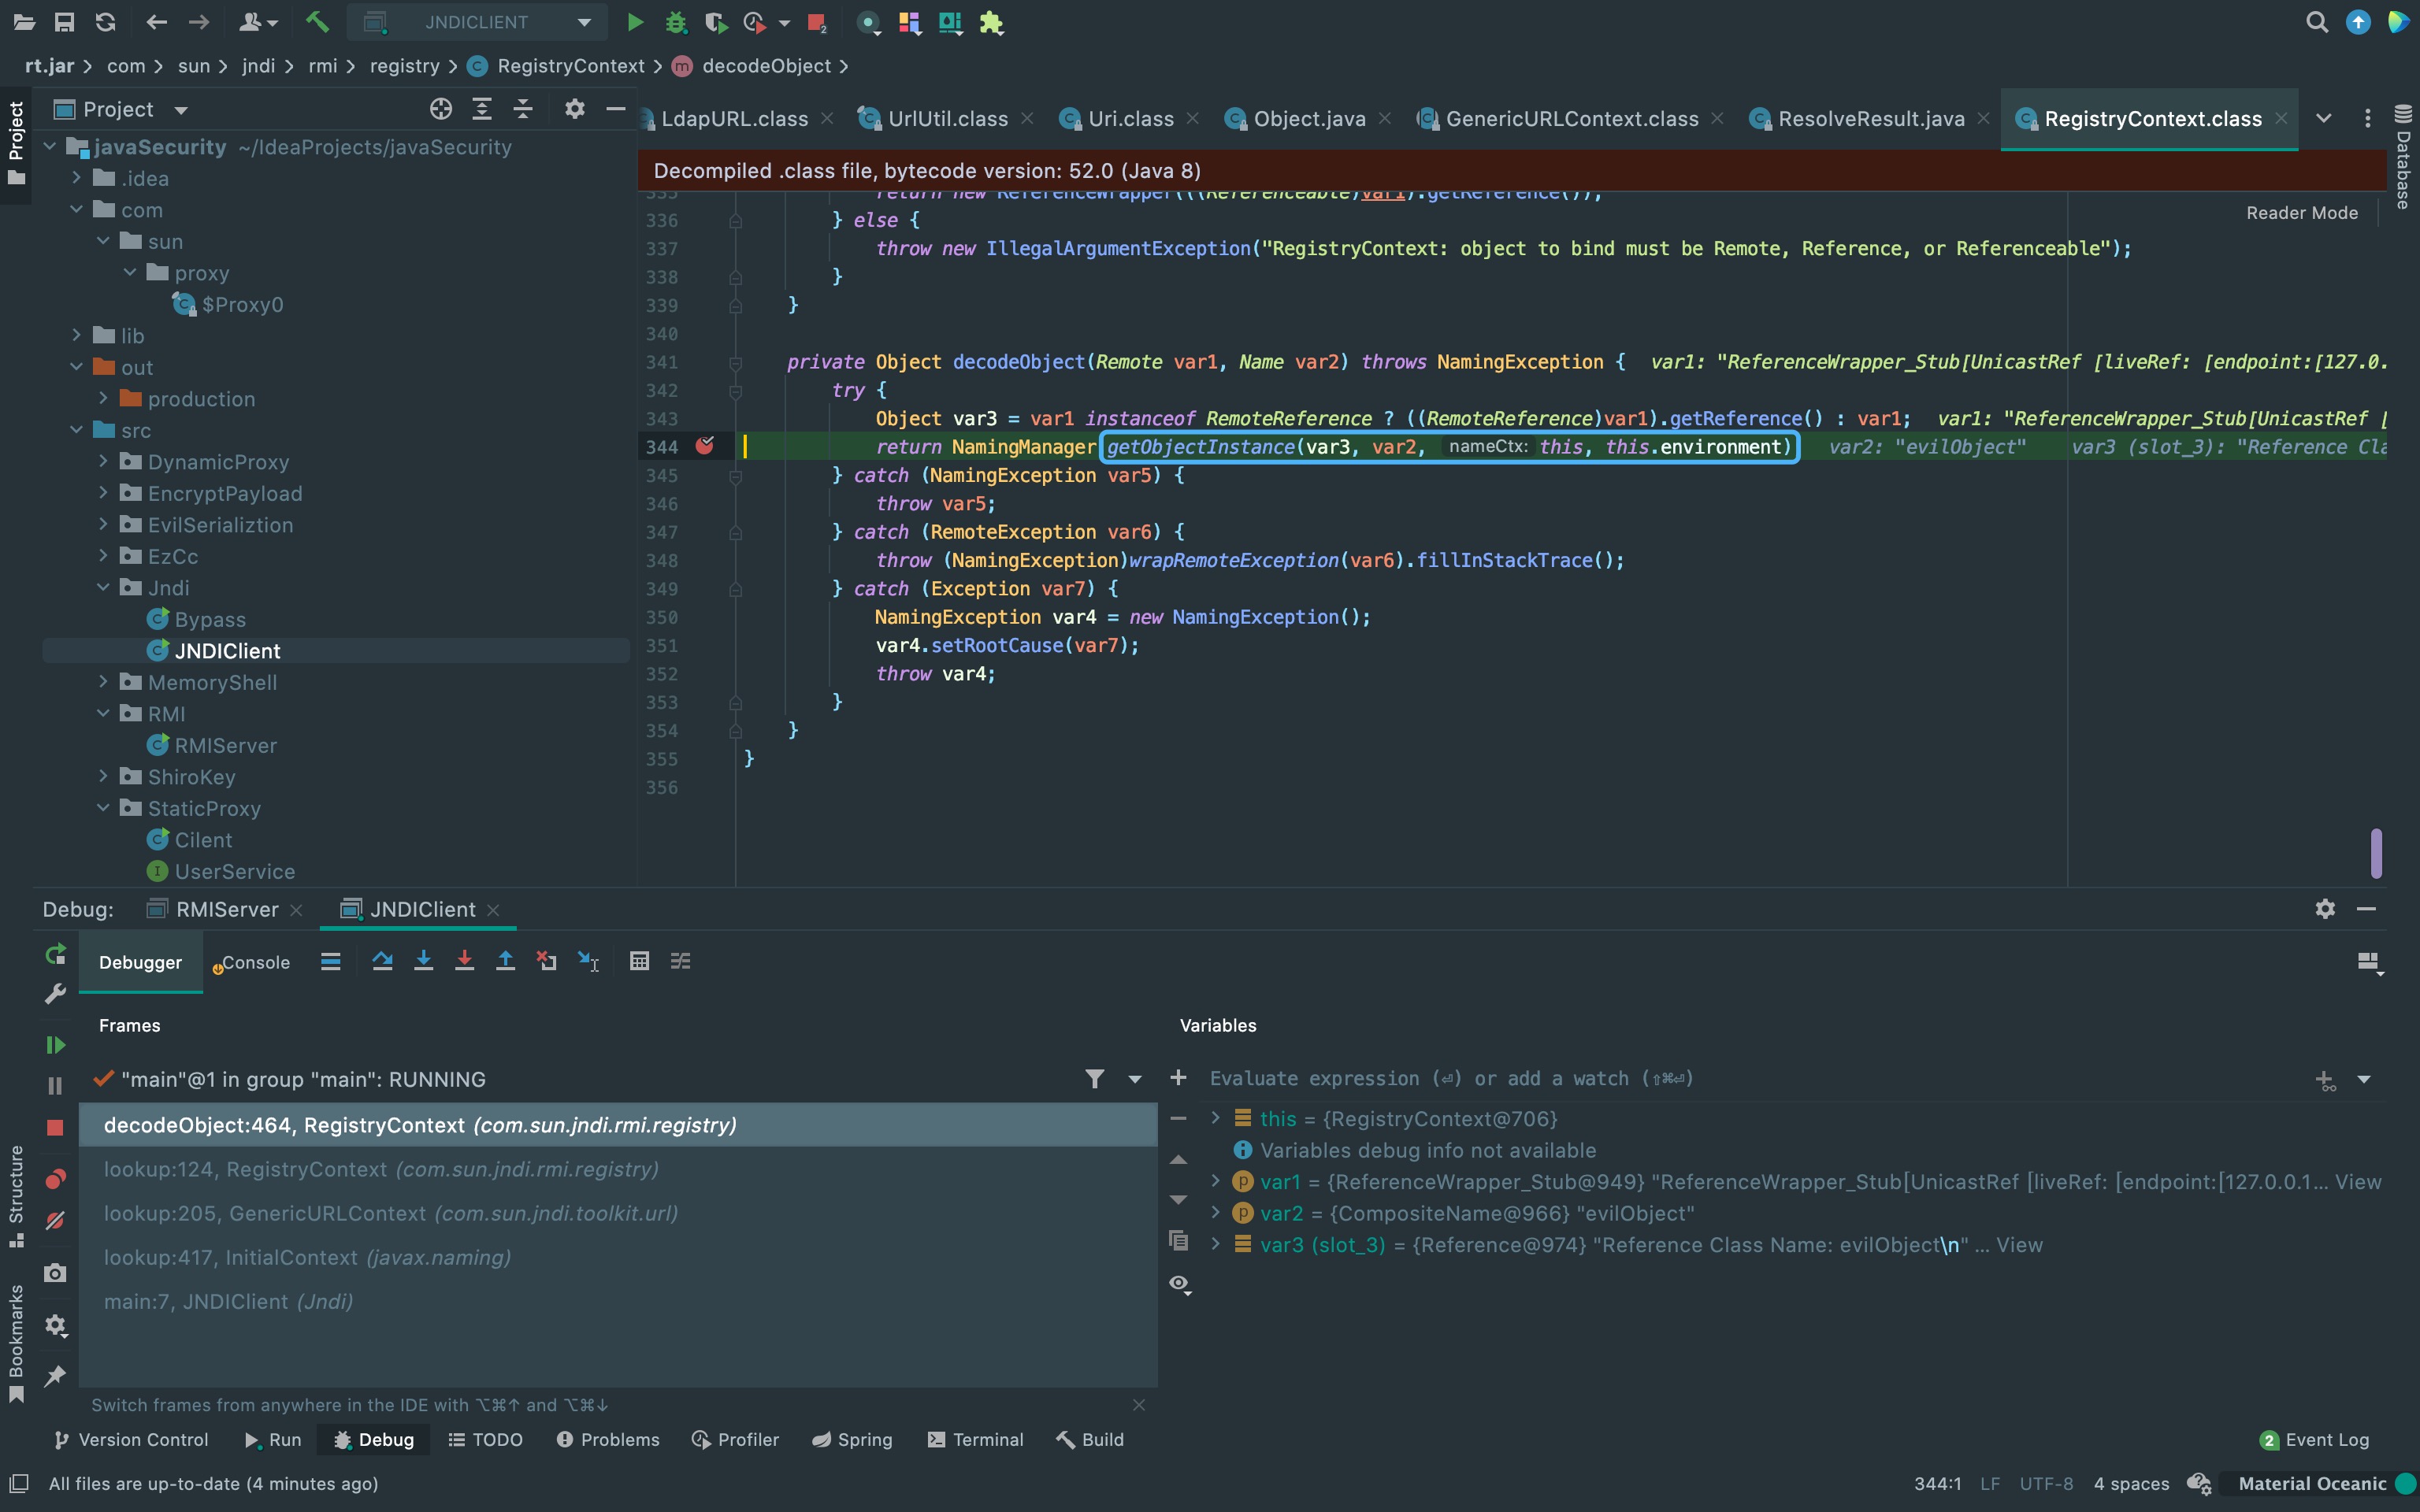 JNDICLIENT
rt.jar > com > sun > jndi > rmi > registry > RegistryContext > decodeObject >
Project
LdapURL.class UrlUtil.class Uri.class Object.java GenericURLContext.class ResolveResult.java RegistryContext.class
Project
Database
Decompiled .class file, bytecode version: 52.0 (Java 8)
Reader Mode
javaSecurity ~/IdeaProjects/javaSecurity
.idea
com
sun
proxy
$Proxy0
lib
out
production
src
DynamicProxy
EncryptPayload
EvilSerializtion
EzCc
Jndi
Bypass
JNDIClient
MemoryShell
RMI
RMIServer
ShiroKey
StaticProxy
Cilent
UserService
335 return new ReferenceWrapper(((Referenceable)var1).getReference());
336 } else {
337 throw new IllegalArgumentException("RegistryContext: object to bind must be Remote, Reference, or Referenceable");
338 }
339 }
340
341 private Object decodeObject(Remote var1, Name var2) throws NamingException { var1: "ReferenceWrapper_Stub[UnicastRef [liveRef: [endpoint:[127.0.
342 try {
343 Object var3 = var1 instanceof RemoteReference ? ((RemoteReference)var1).getReference() : var1; var1: "ReferenceWrapper_Stub[UnicastRef [
344 return NamingManager getObjectInstance(var3, var2, nameCtx: this, this.environment) var2: "evilObject" var3 (slot_3): "Reference Cla
345 } catch (NamingException var5) {
346 throw var5;
347 } catch (RemoteException var6) {
348 throw (NamingException)wrapRemoteException(var6).fillInStackTrace();
349 } catch (Exception var7) {
350 NamingException var4 = new NamingException();
351 var4.setRootCause(var7);
352 throw var4;
353 }
354 }
355 }
356
Debug: RMIServer JNDIClient
Debugger Console
Frames
Variables
"main"@1 in group "main": RUNNING
Evaluate expression (⏎) or add a watch (⇧⌘⏎)
decodeObject:464, RegistryContext (com.sun.jndi.rmi.registry)
lookup:124, RegistryContext (com.sun.jndi.rmi.registry)
lookup:205, GenericURLContext (com.sun.jndi.toolkit.url)
lookup:417, InitialContext (javax.naming)
main:7, JNDIClient (Jndi)
this = {RegistryContext@706}
Variables debug info not available
var1 = {ReferenceWrapper_Stub@949} "ReferenceWrapper_Stub[UnicastRef [liveRef: [endpoint:[127.0.0.1... View
var2 = {CompositeName@966} "evilObject"
var3 (slot_3) = {Reference@974} "Reference Class Name: evilObject\n" ... View
Structure
Bookmarks
Switch frames from anywhere in the IDE with ⌥⌘↑ and ⌥⌘↓
Version Control Run Debug TODO Problems Profiler Spring Terminal Build 2 Event Log
All files are up-to-date (4 minutes ago) 344:1 LF UTF-8 4 spaces Material Oceanic